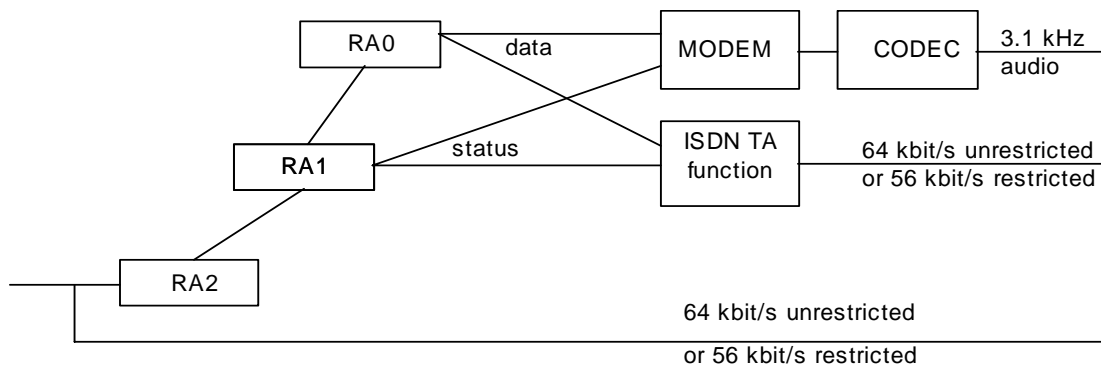 RA0
data
MODEM
CODEC
3.1 kHz
audio
RA1
status
ISDN TA
function
64 kbit/s unrestricted
or 56 kbit/s restricted
RA2
64 kbit/s unrestricted
or 56 kbit/s restricted